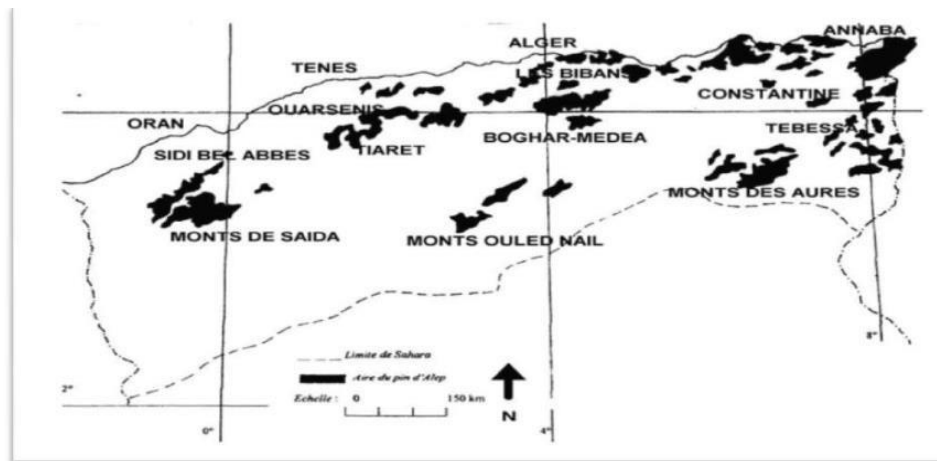 ANNABA
ALGER
TENES
LES BIBANS
CONSTANTINE
OUARSENIS
ORAN
BOGHAR-MEDEA
TEBESSA
SIDI BEL ABBES
TIARET
MONTS DES AURES
MONTS DE SAIDA
MONTS OULED NAIL
8°
Limite de Sahara
Aire du pin d'Alep
2°
Echelle : 0 150 km
N
0°
4°